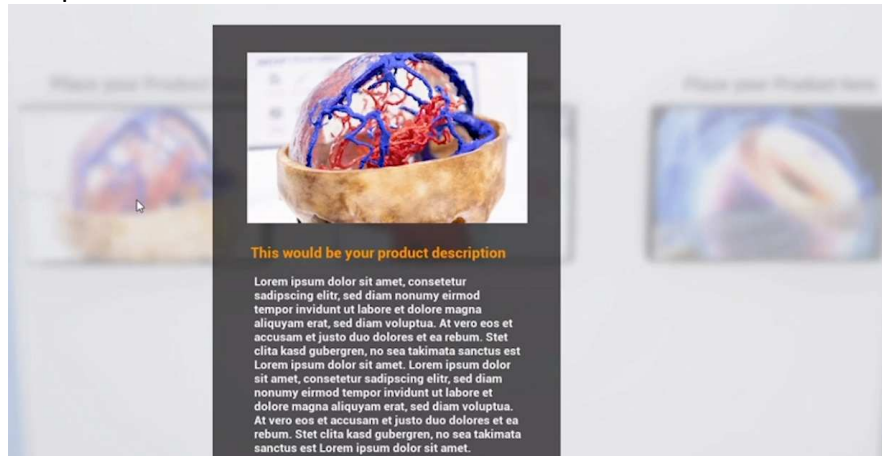 Place your Product here
This would be your product description
Lorem ipsum dolor sit amet, consetetur
sadipscing elitr, sed diam nonumy eirmod
tempor invidunt ut labore et dolore magna
aliquyam erat, sed diam voluptua. At vero eos et
accusam et justo duo dolores et ea rebum. Stet
clita kasd gubergren, no sea takimata sanctus est
Lorem ipsum dolor sit amet. Lorem ipsum dolor
sit amet, consetetur sadipscing elitr, sed diam
nonumy eirmod tempor invidunt ut labore et
dolore magna aliquyam erat, sed diam voluptua.
At vero eos et accusam et justo duo dolores et ea
rebum. Stet clita kasd gubergren, no sea takimata
sanctus est Lorem ipsum dolor sit amet.